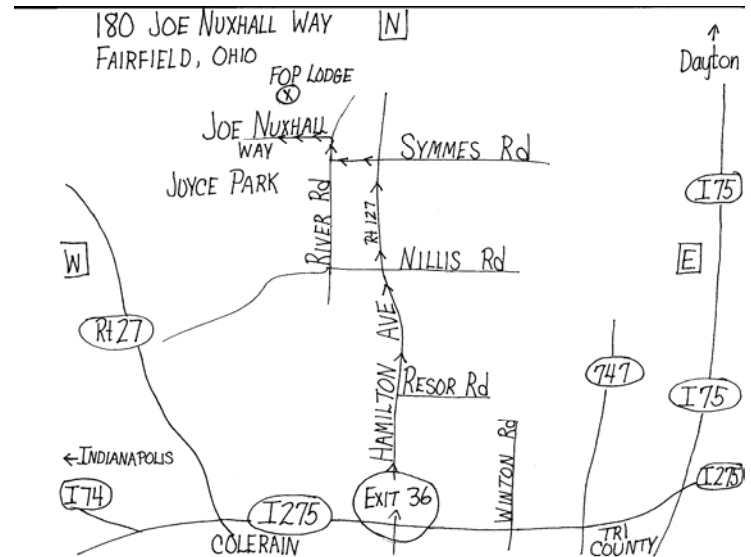 180 JOE NUXHALL WAY
FAIRFIELD, OHIO
N
Dayton
FOP LODGE
X
JOE NUXHALL
WAY
SYMMES Rd
JOYCE PARK
I75
RIVER Rd
Rt 127
W
NILLIS Rd
E
Rt 27
HAMILTON AVE
RESOR Rd
747
I75
←INDIANAPOLIS
WINTON Rd
I74
I275
EXIT 36
I275
COLERAIN
TRI
COUNTY